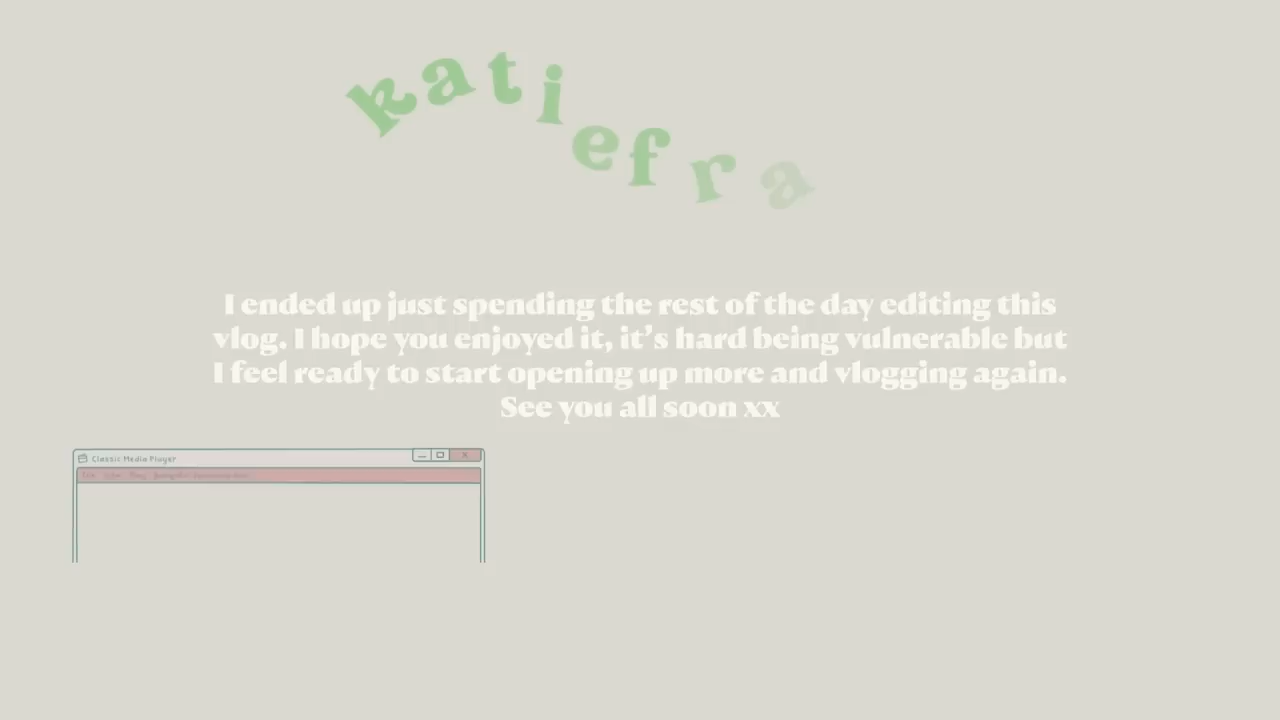 katiefra
I ended up just spending the rest of the day editing this
vlog. I hope you enjoyed it, it's hard being vulnerable but
I feel ready to start opening up more and vlogging again.
See you all soon xx
Classic Media Player